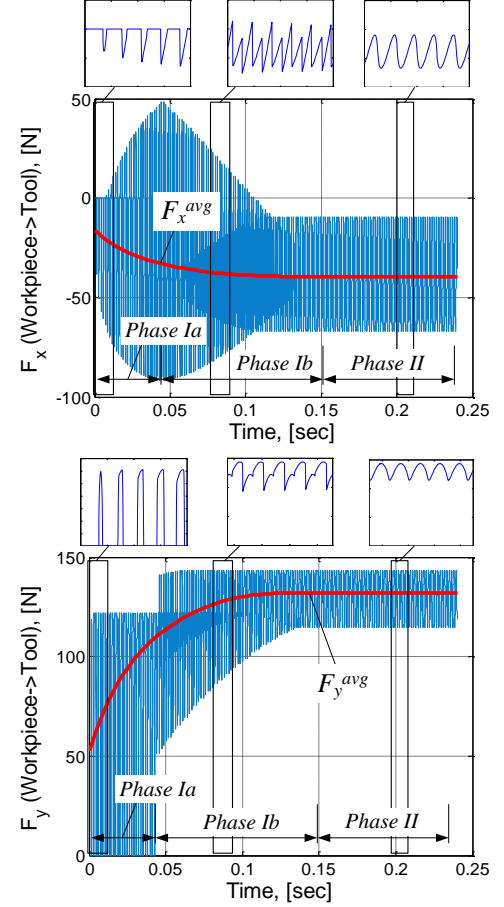 50
0
-50
-100
F_x (Workpiece->Tool), [N]
F_x^avg
Phase Ia
Phase Ib
Phase II
0
0.05
0.1
0.15
0.2
0.25
Time, [sec]
150
100
50
0
F_y (Workpiece->Tool), [N]
F_y^avg
Phase Ia
Phase Ib
Phase II
0
0.05
0.1
0.15
0.2
0.25
Time, [sec]